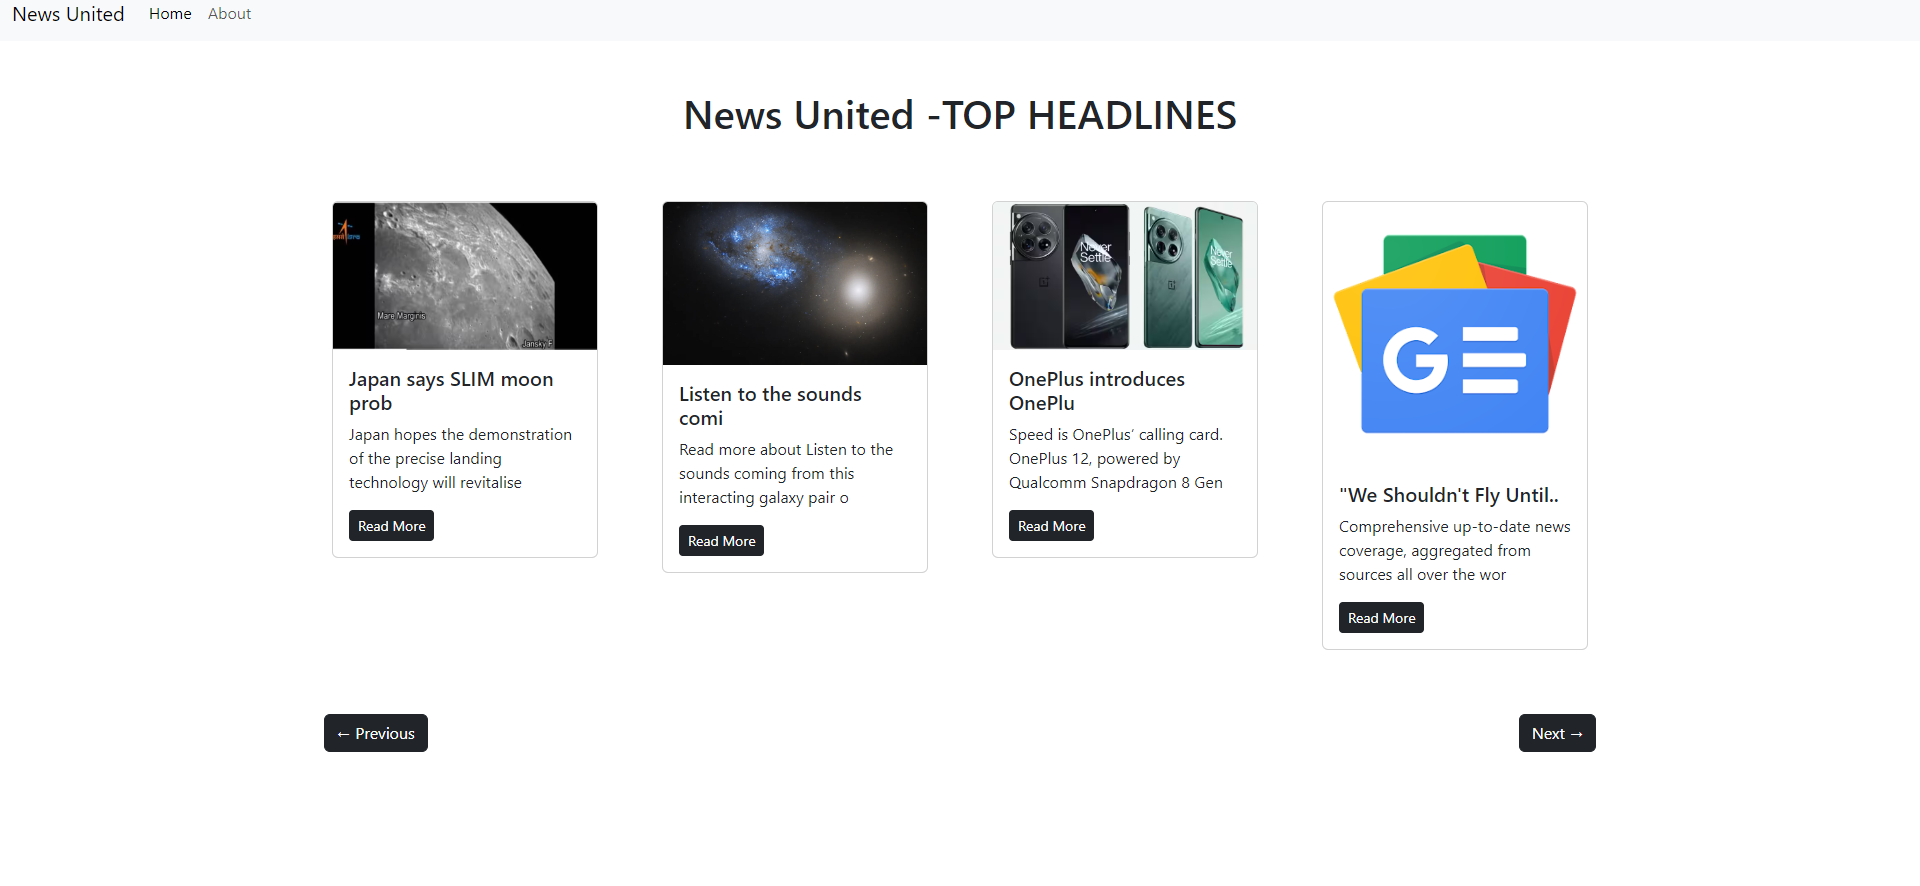 News United Home About
News United -TOP HEADLINES
Mare Marginis
Jansky F
Japan says SLIM moon
prob
Japan hopes the demonstration
of the precise landing
technology will revitalise
Read More
Listen to the sounds
comi
Read more about Listen to the
sounds coming from this
interacting galaxy pair o
Read More
Never
Settle
Never
Settle
OnePlus introduces
OnePlu
Speed is OnePlus’ calling card.
OnePlus 12, powered by
Qualcomm Snapdragon 8 Gen
Read More
G
"We Shouldn't Fly Until..
Comprehensive up-to-date news
coverage, aggregated from
sources all over the wor
Read More
← Previous
Next →